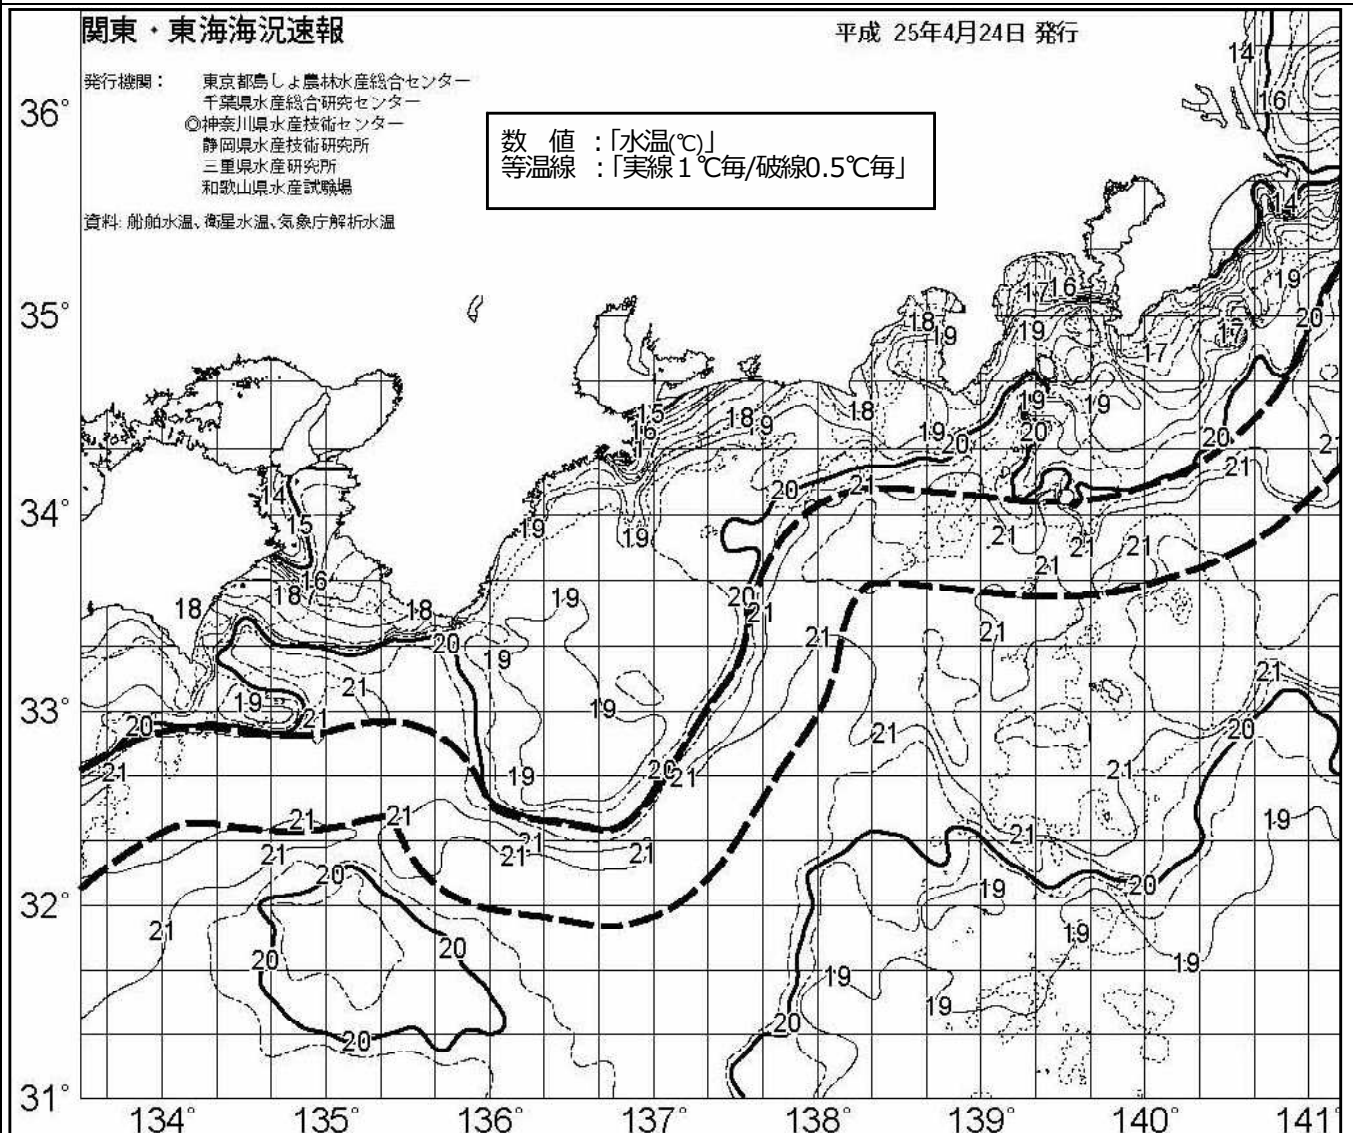 関東・東海海況速報
平成 25年4月24日 発行
発行機関： 東京都島しょ農林水産総合センター
千葉県水産総合研究センター
◎神奈川県水産技術センター
静岡県水産技術研究所
三重県水産研究所
和歌山県水産試験場
資料: 船舶水温、衛星水温、気象庁解析水温
数 値 ：「水温(℃)」
等温線 ：「実線１℃毎/破線0.5℃毎」
14
16
36°
14
19
17 16
35°
18 19 19 20
17 17
15 18 19 18 19 19
16 19 20 20 20
21
14 20 21
34°
15 19 19 21 21 21
16 21
18 19 20 21
18 18 20 19 21 21
21 21
33°
19 21 19 20
20 21 21 20
21 19 20 21 21
21 21 19
21 21 21 21 21
20 19 20
32°
21 20 19
20 19 19
19
20 20
31°
134° 135° 136° 137° 138° 139° 140° 141°